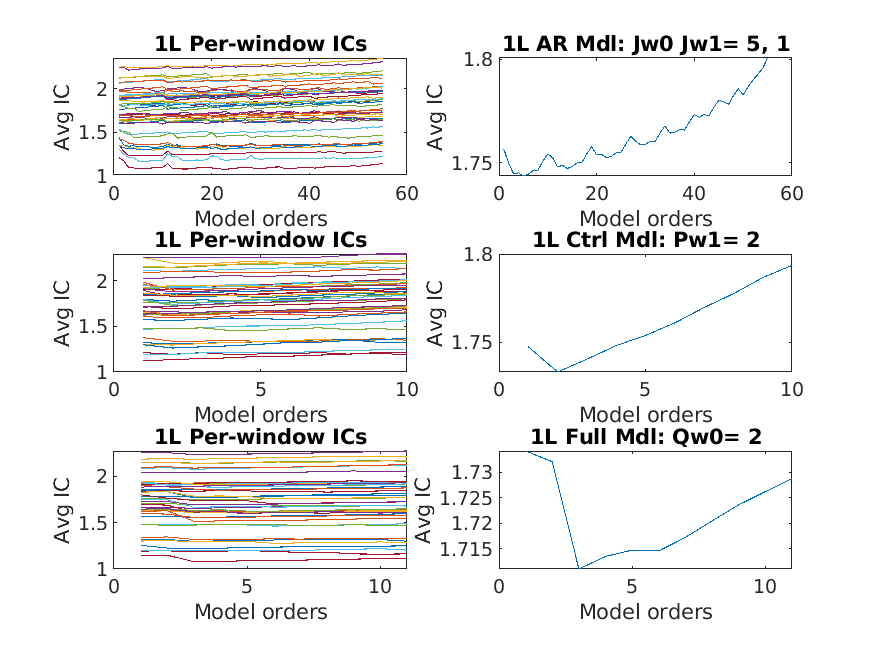 1L Per-window ICs
Avg IC
2
1.5
1
0
20
40
60
Model orders
1L AR Mdl: Jw0 Jw1= 5, 1
Avg IC
1.8
1.75
0
20
40
60
Model orders
1L Per-window ICs
Avg IC
2
1.5
1
0
5
10
Model orders
1L Ctrl Mdl: Pw1= 2
Avg IC
1.8
1.75
0
5
10
Model orders
1L Per-window ICs
Avg IC
2
1.5
1
0
5
10
Model orders
1L Full Mdl: Qw0= 2
Avg IC
1.73
1.725
1.72
1.715
0
5
10
Model orders